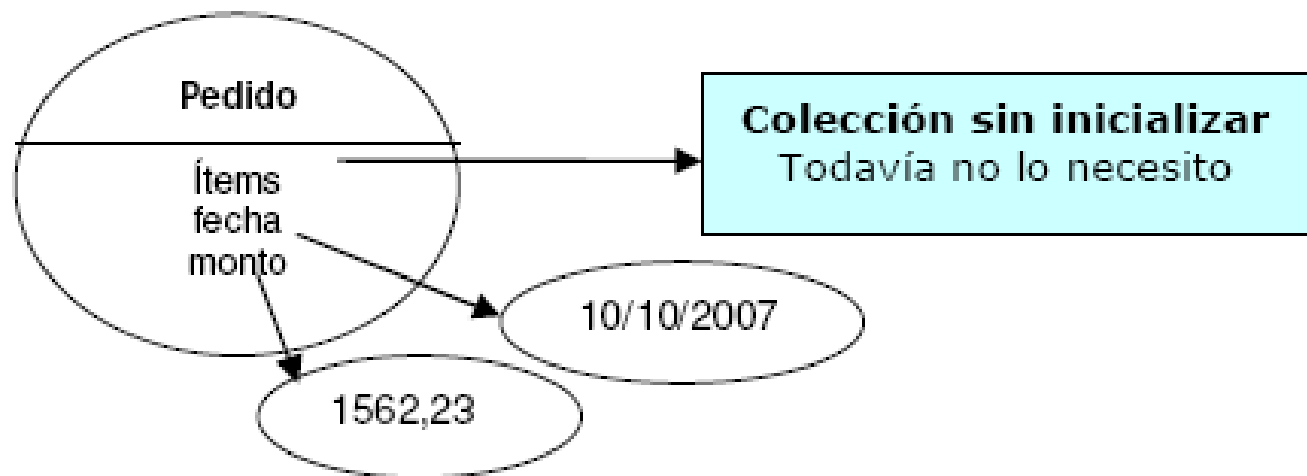 Pedido
Ítems
fecha
monto
Colección sin inicializar
Todavía no lo necesito
10/10/2007
1562,23